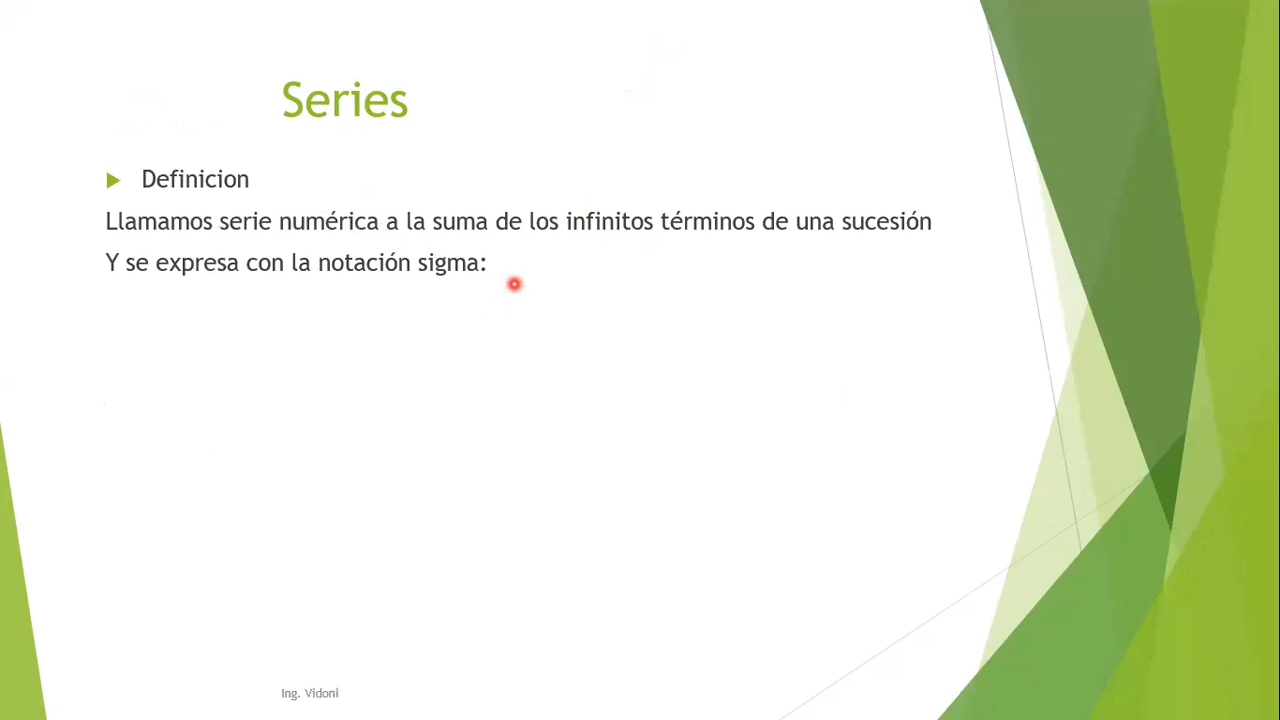 Series
Definicion
Llamamos serie numérica a la suma de los infinitos términos de una sucesión
Y se expresa con la notación sigma:
Ing. Vidoni